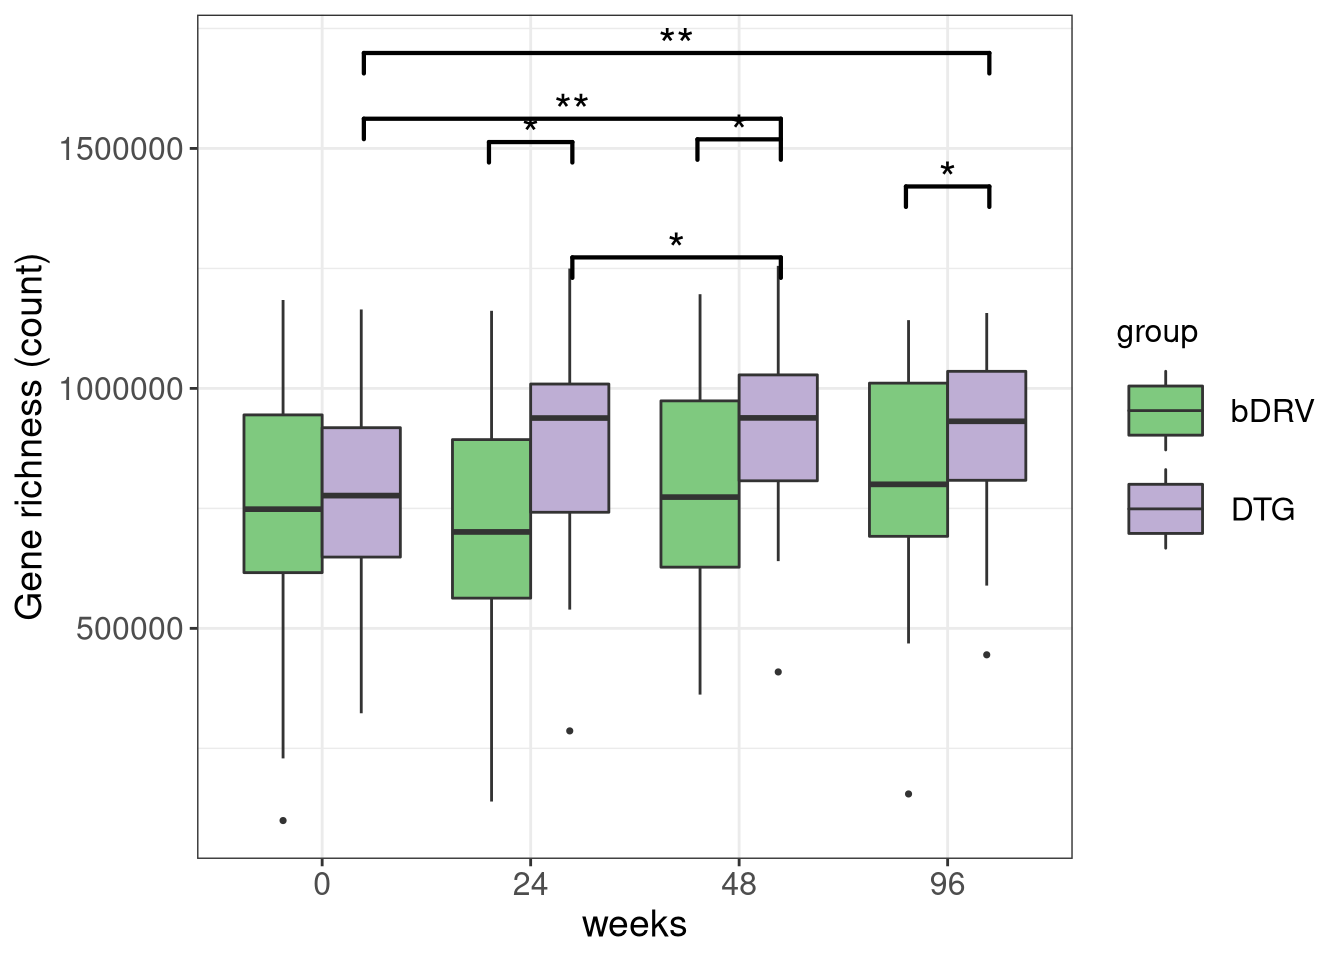 **
**
*
*
*
*
1500000
1000000
500000
Gene richness (count)
0 24 48 96
weeks
group
bDRV
DTG